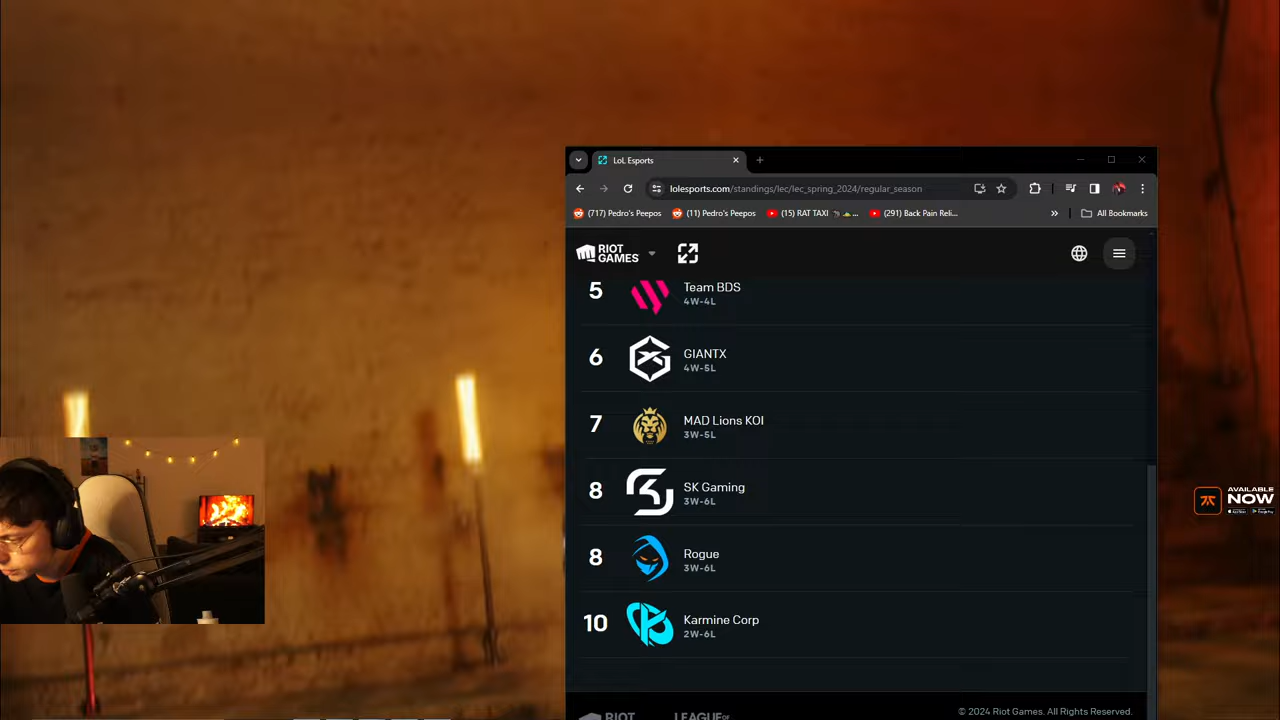 LoL Esports
lolesports.com/standings/lec/lec_spring_2024/regular_season
(717) Pedro's Peepos
(11) Pedro's Peepos
(15) RAT TAXI
(291) Back Pain Reli...
All Bookmarks
RIOT
GAMES
5
Team BDS
4W-4L
6
GIANTX
4W-5L
7
MAD Lions KOI
3W-5L
8
SK Gaming
3W-6L
8
Rogue
3W-6L
10
Karmine Corp
2W-6L
RIOT
LEAGUE OF
© 2024 Riot Games. All Rights Reserved.
AVAILABLE
NOW